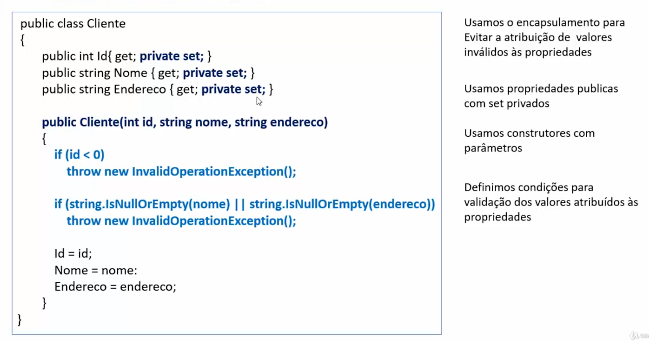 public class Cliente
{
public int Id{ get; private set; }
public string Nome { get; private set; }
public string Endereco { get; private set; }
public Cliente(int id, string nome, string endereco)
{
if (id < 0)
throw new InvalidOperationException();
if (string.IsNullOrEmpty(nome) || string.IsNullOrEmpty(endereco))
throw new InvalidOperationException();
Id = id;
Nome = nome:
Endereco = endereco;
}
}
Usamos o encapsulamento para
Evitar a atribuição de valores
inválidos às propriedades
Usamos propriedades publicas
com set privados
Usamos construtores com
parâmetros
Definimos condições para
validação dos valores atribuídos às
propriedades